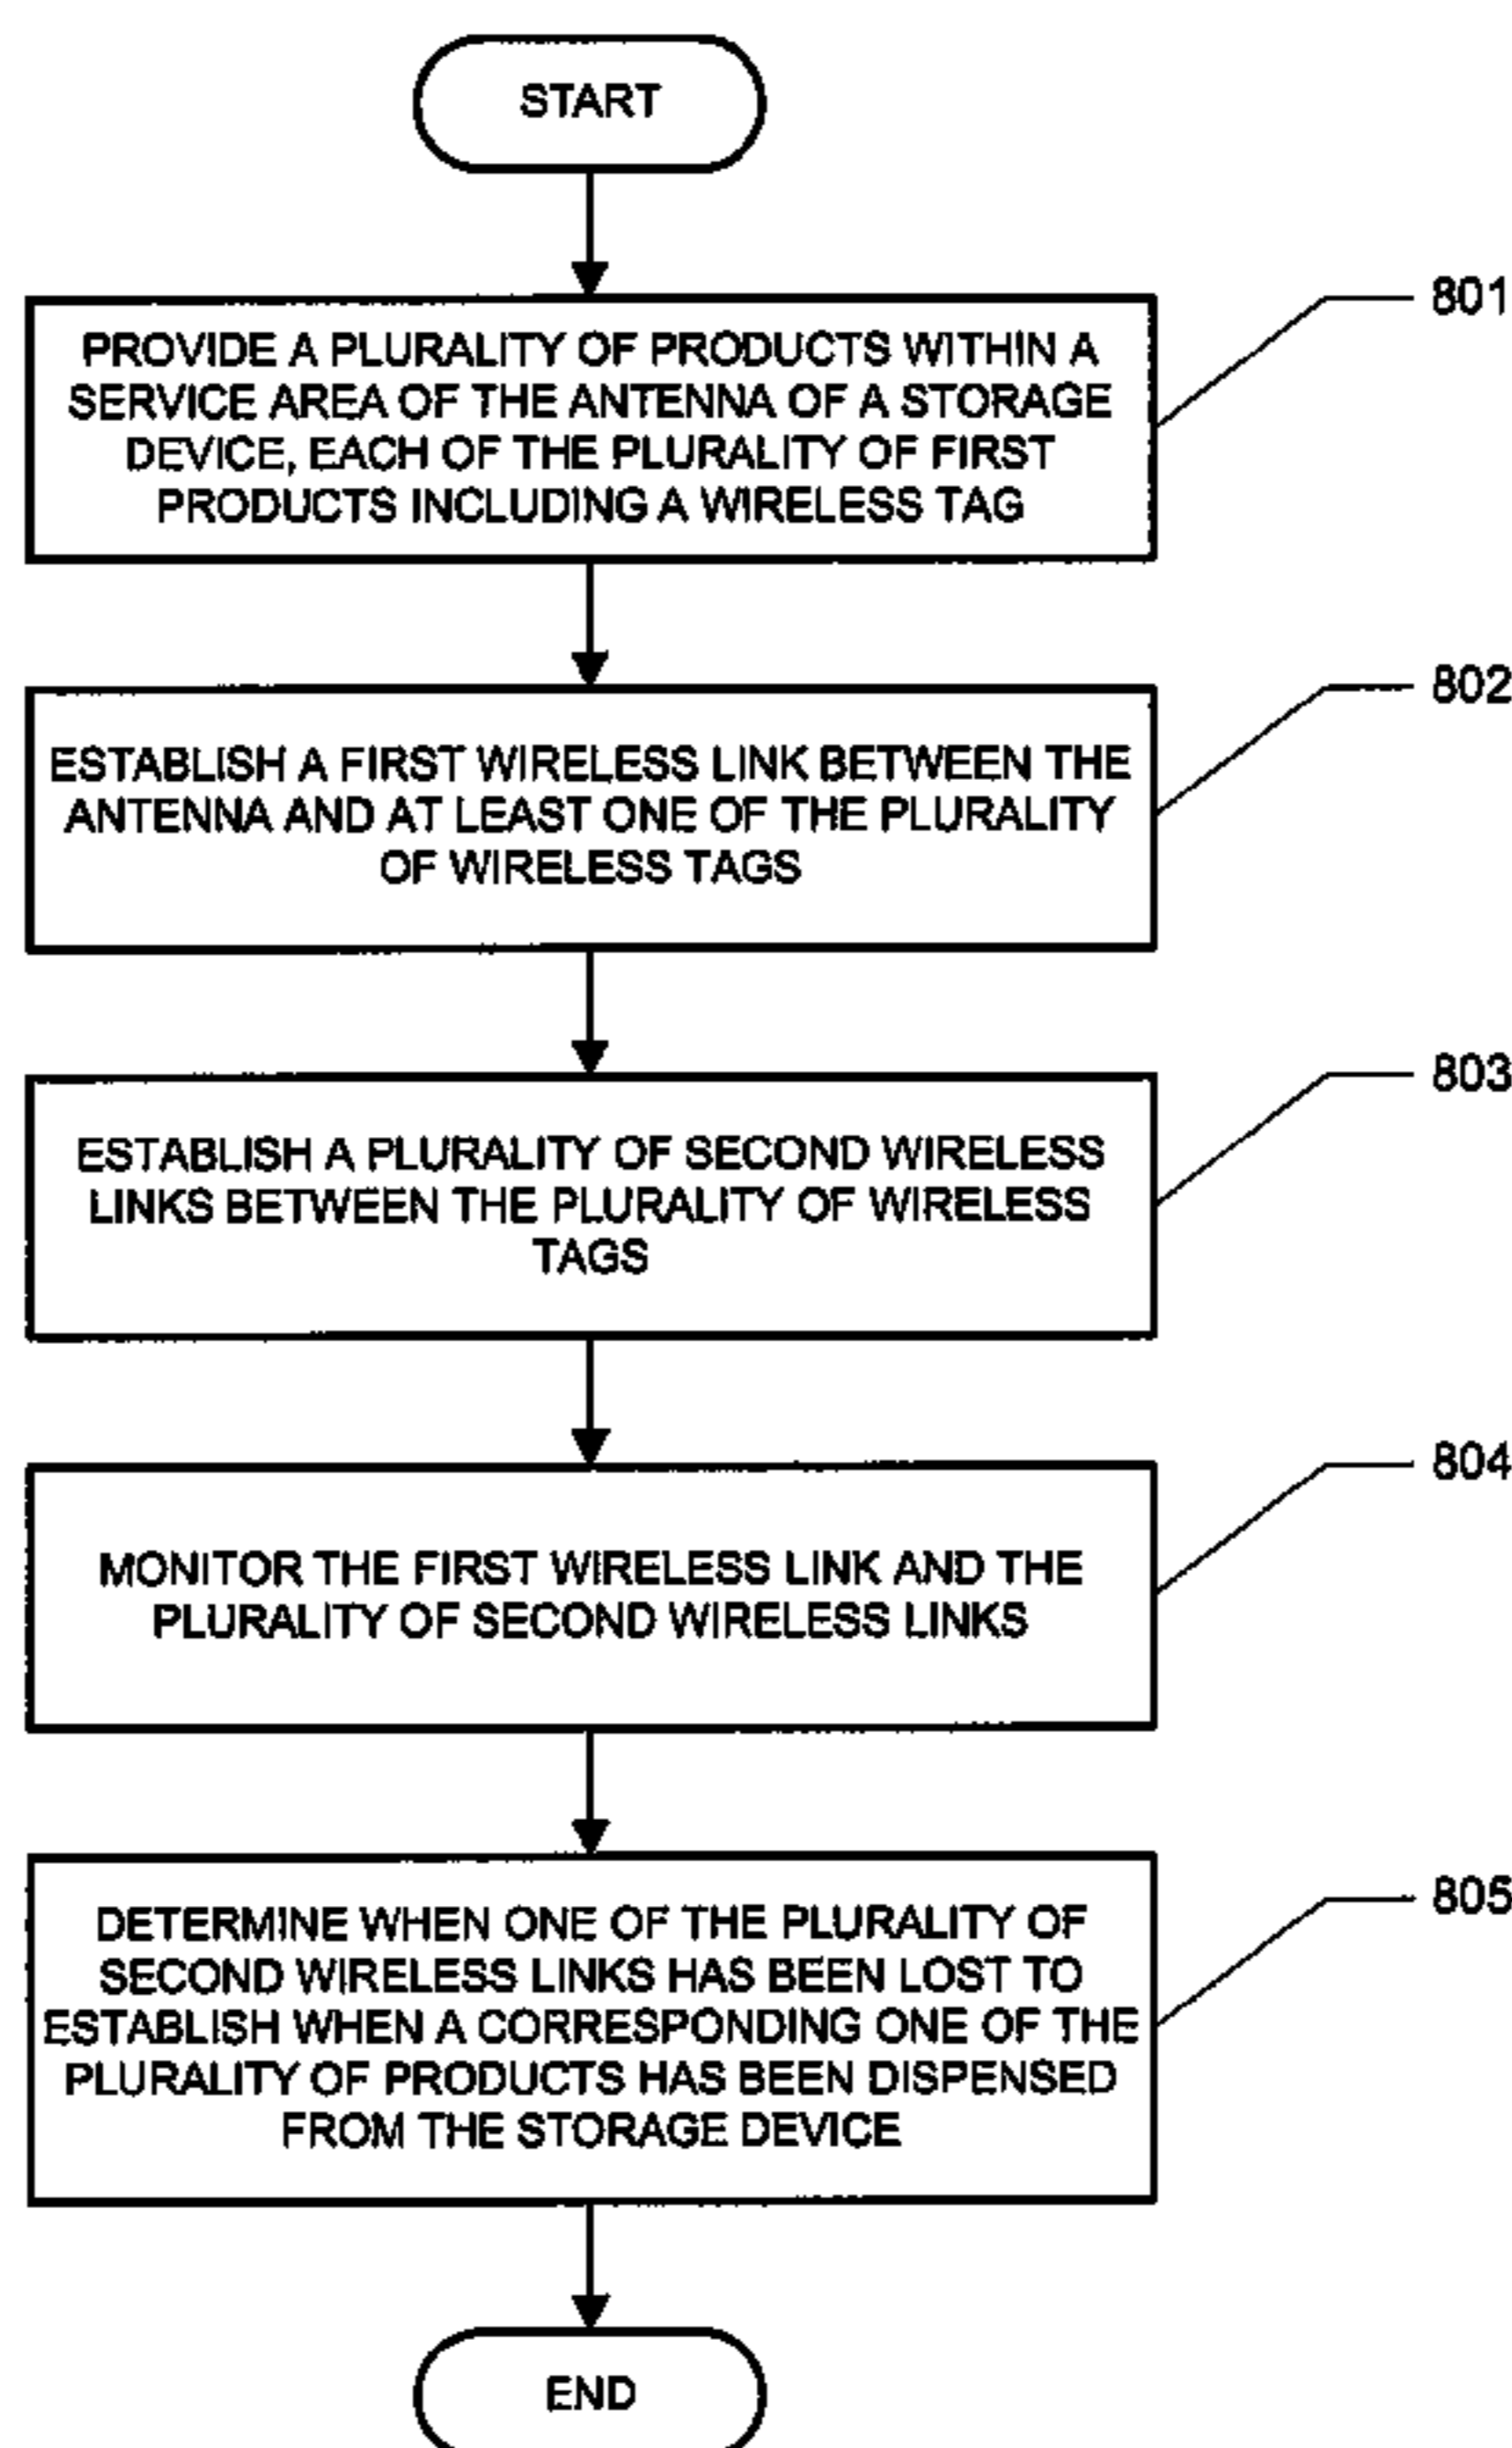 START
801
PROVIDE A PLURALITY OF PRODUCTS WITHIN A
SERVICE AREA OF THE ANTENNA OF A STORAGE
DEVICE, EACH OF THE PLURALITY OF FIRST
PRODUCTS INCLUDING A WIRELESS TAG
802
ESTABLISH A FIRST WIRELESS LINK BETWEEN THE
ANTENNA AND AT LEAST ONE OF THE PLURALITY
OF WIRELESS TAGS
803
ESTABLISH A PLURALITY OF SECOND WIRELESS
LINKS BETWEEN THE PLURALITY OF WIRELESS
TAGS
804
MONITOR THE FIRST WIRELESS LINK AND THE
PLURALITY OF SECOND WIRELESS LINKS
805
DETERMINE WHEN ONE OF THE PLURALITY OF
SECOND WIRELESS LINKS HAS BEEN LOST TO
ESTABLISH WHEN A CORRESPONDING ONE OF THE
PLURALITY OF PRODUCTS HAS BEEN DISPENSED
FROM THE STORAGE DEVICE
END